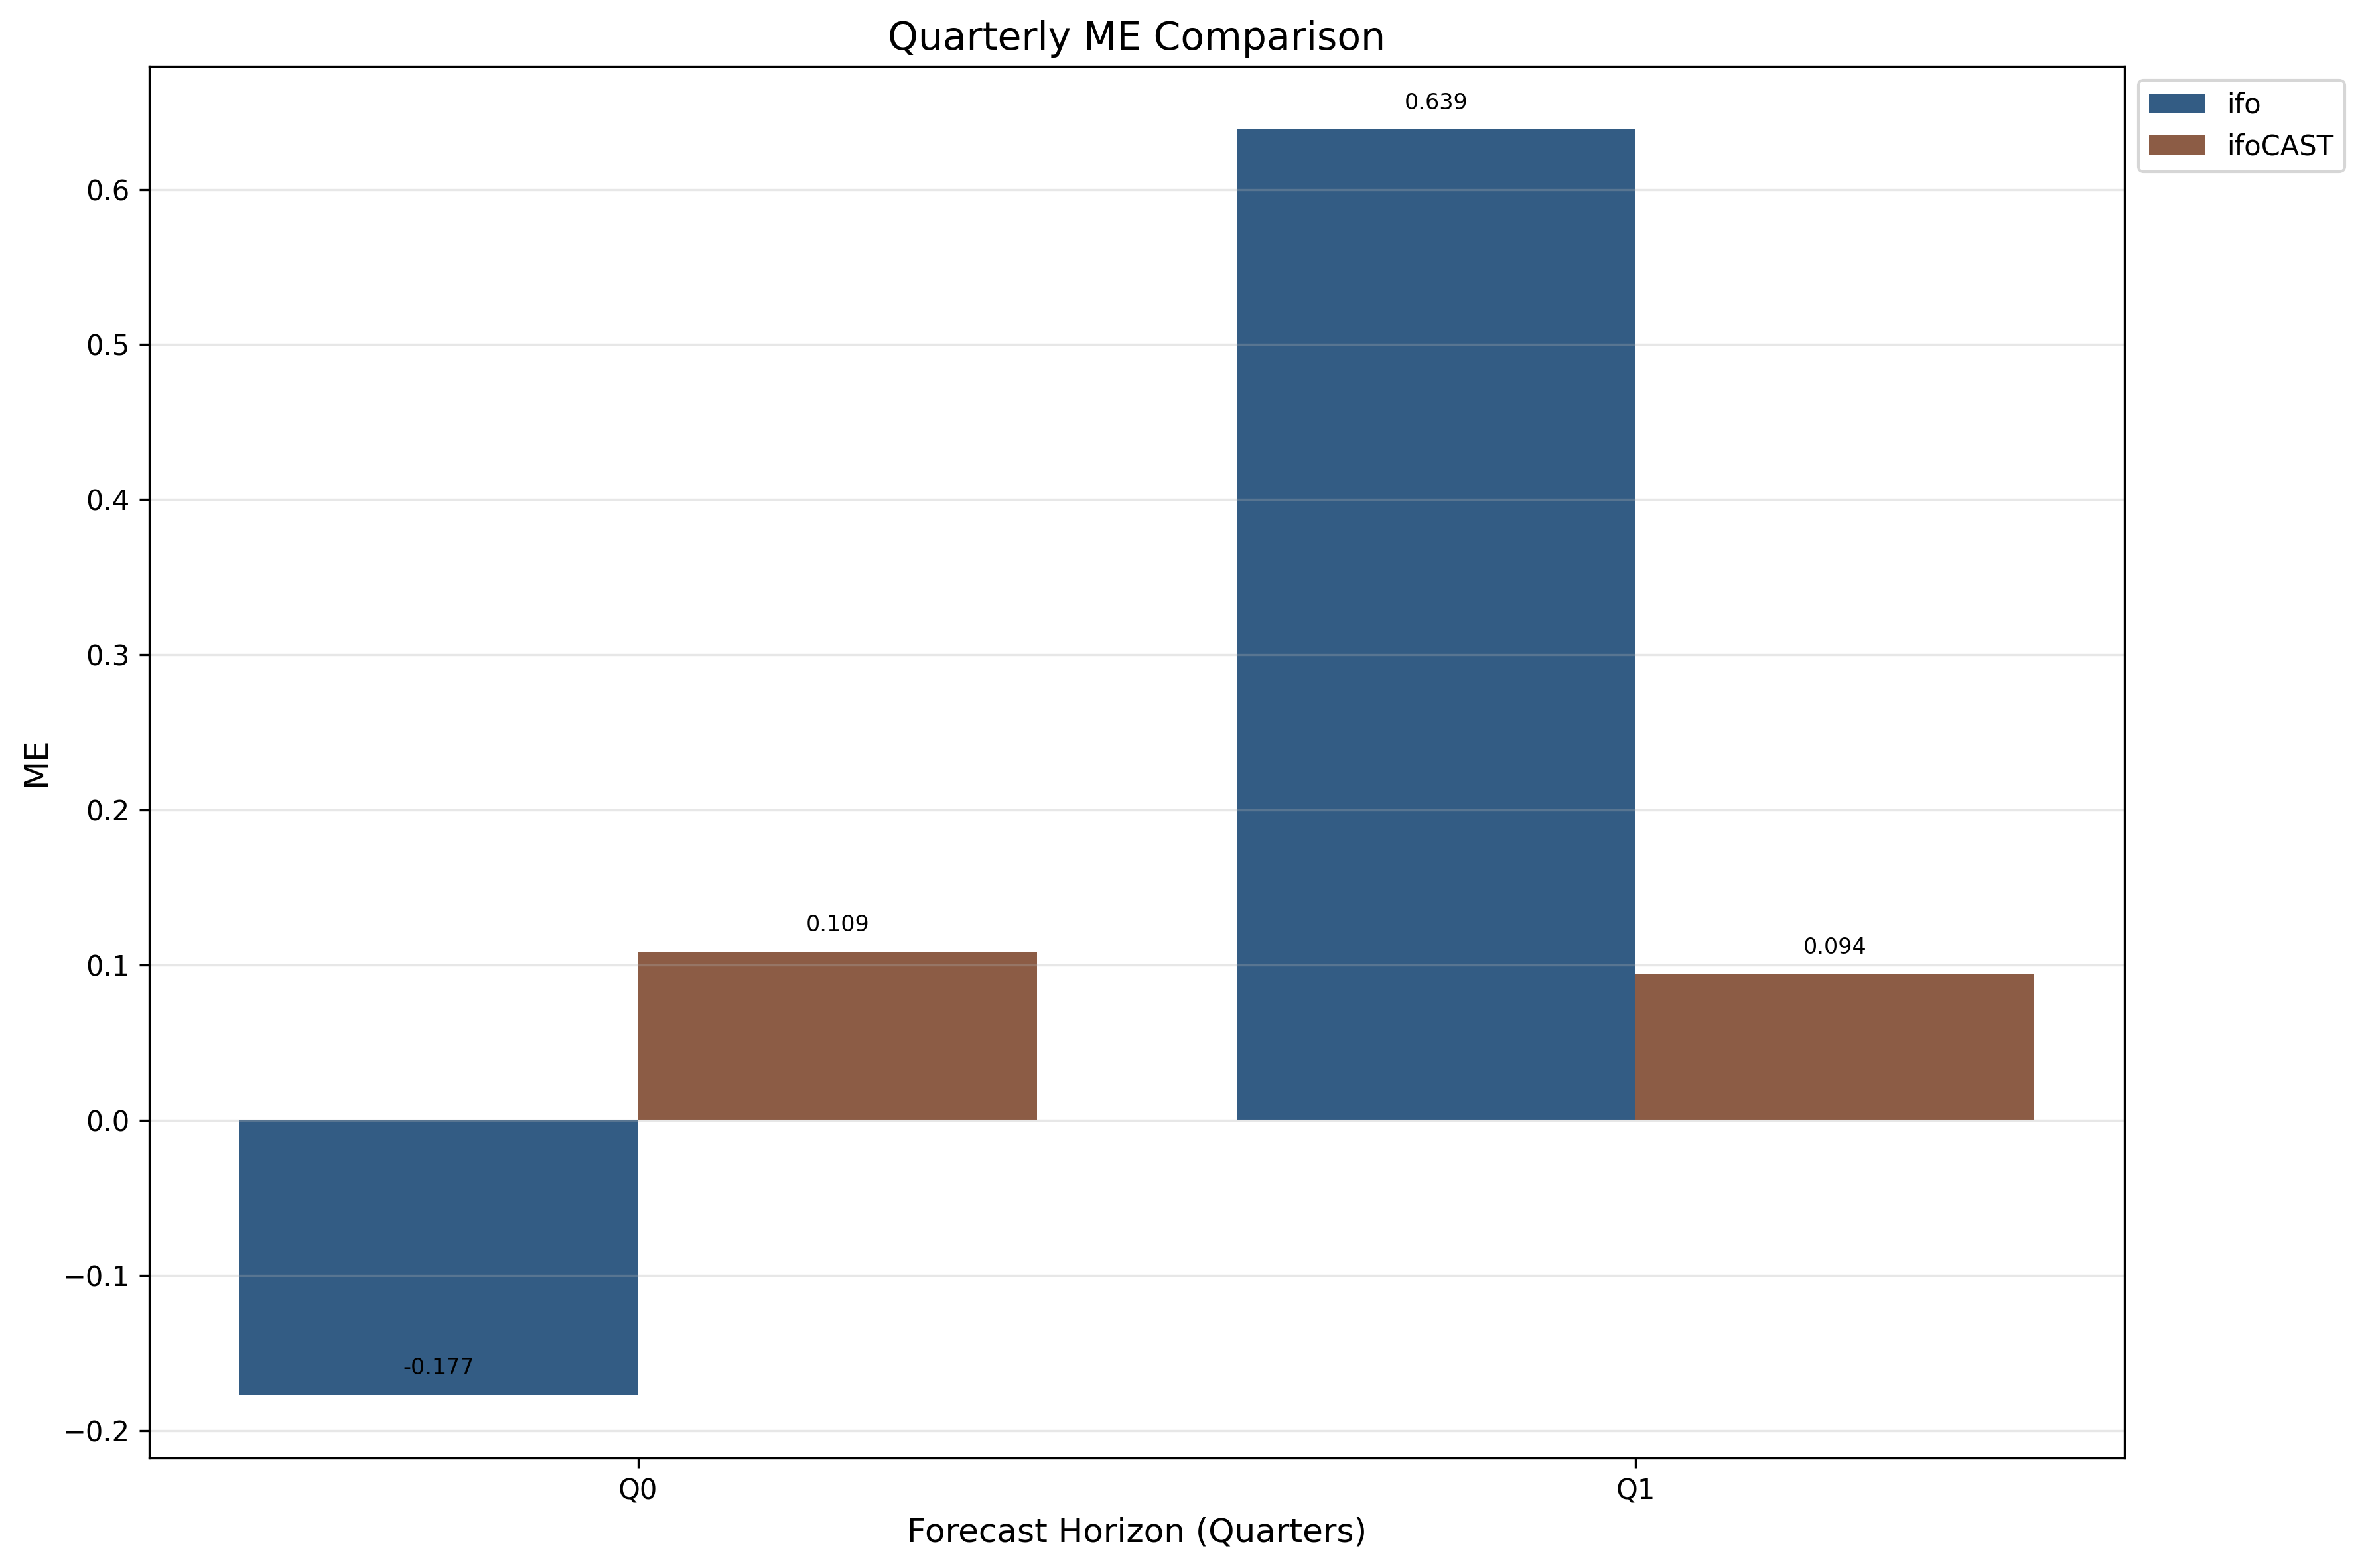 Quarterly ME Comparison
ifo
ifoCAST
ME
0.6
0.5
0.4
0.3
0.2
0.1
0.0
−0.1
−0.2
0.639
0.109
0.094
-0.177
Q0
Q1
Forecast Horizon (Quarters)